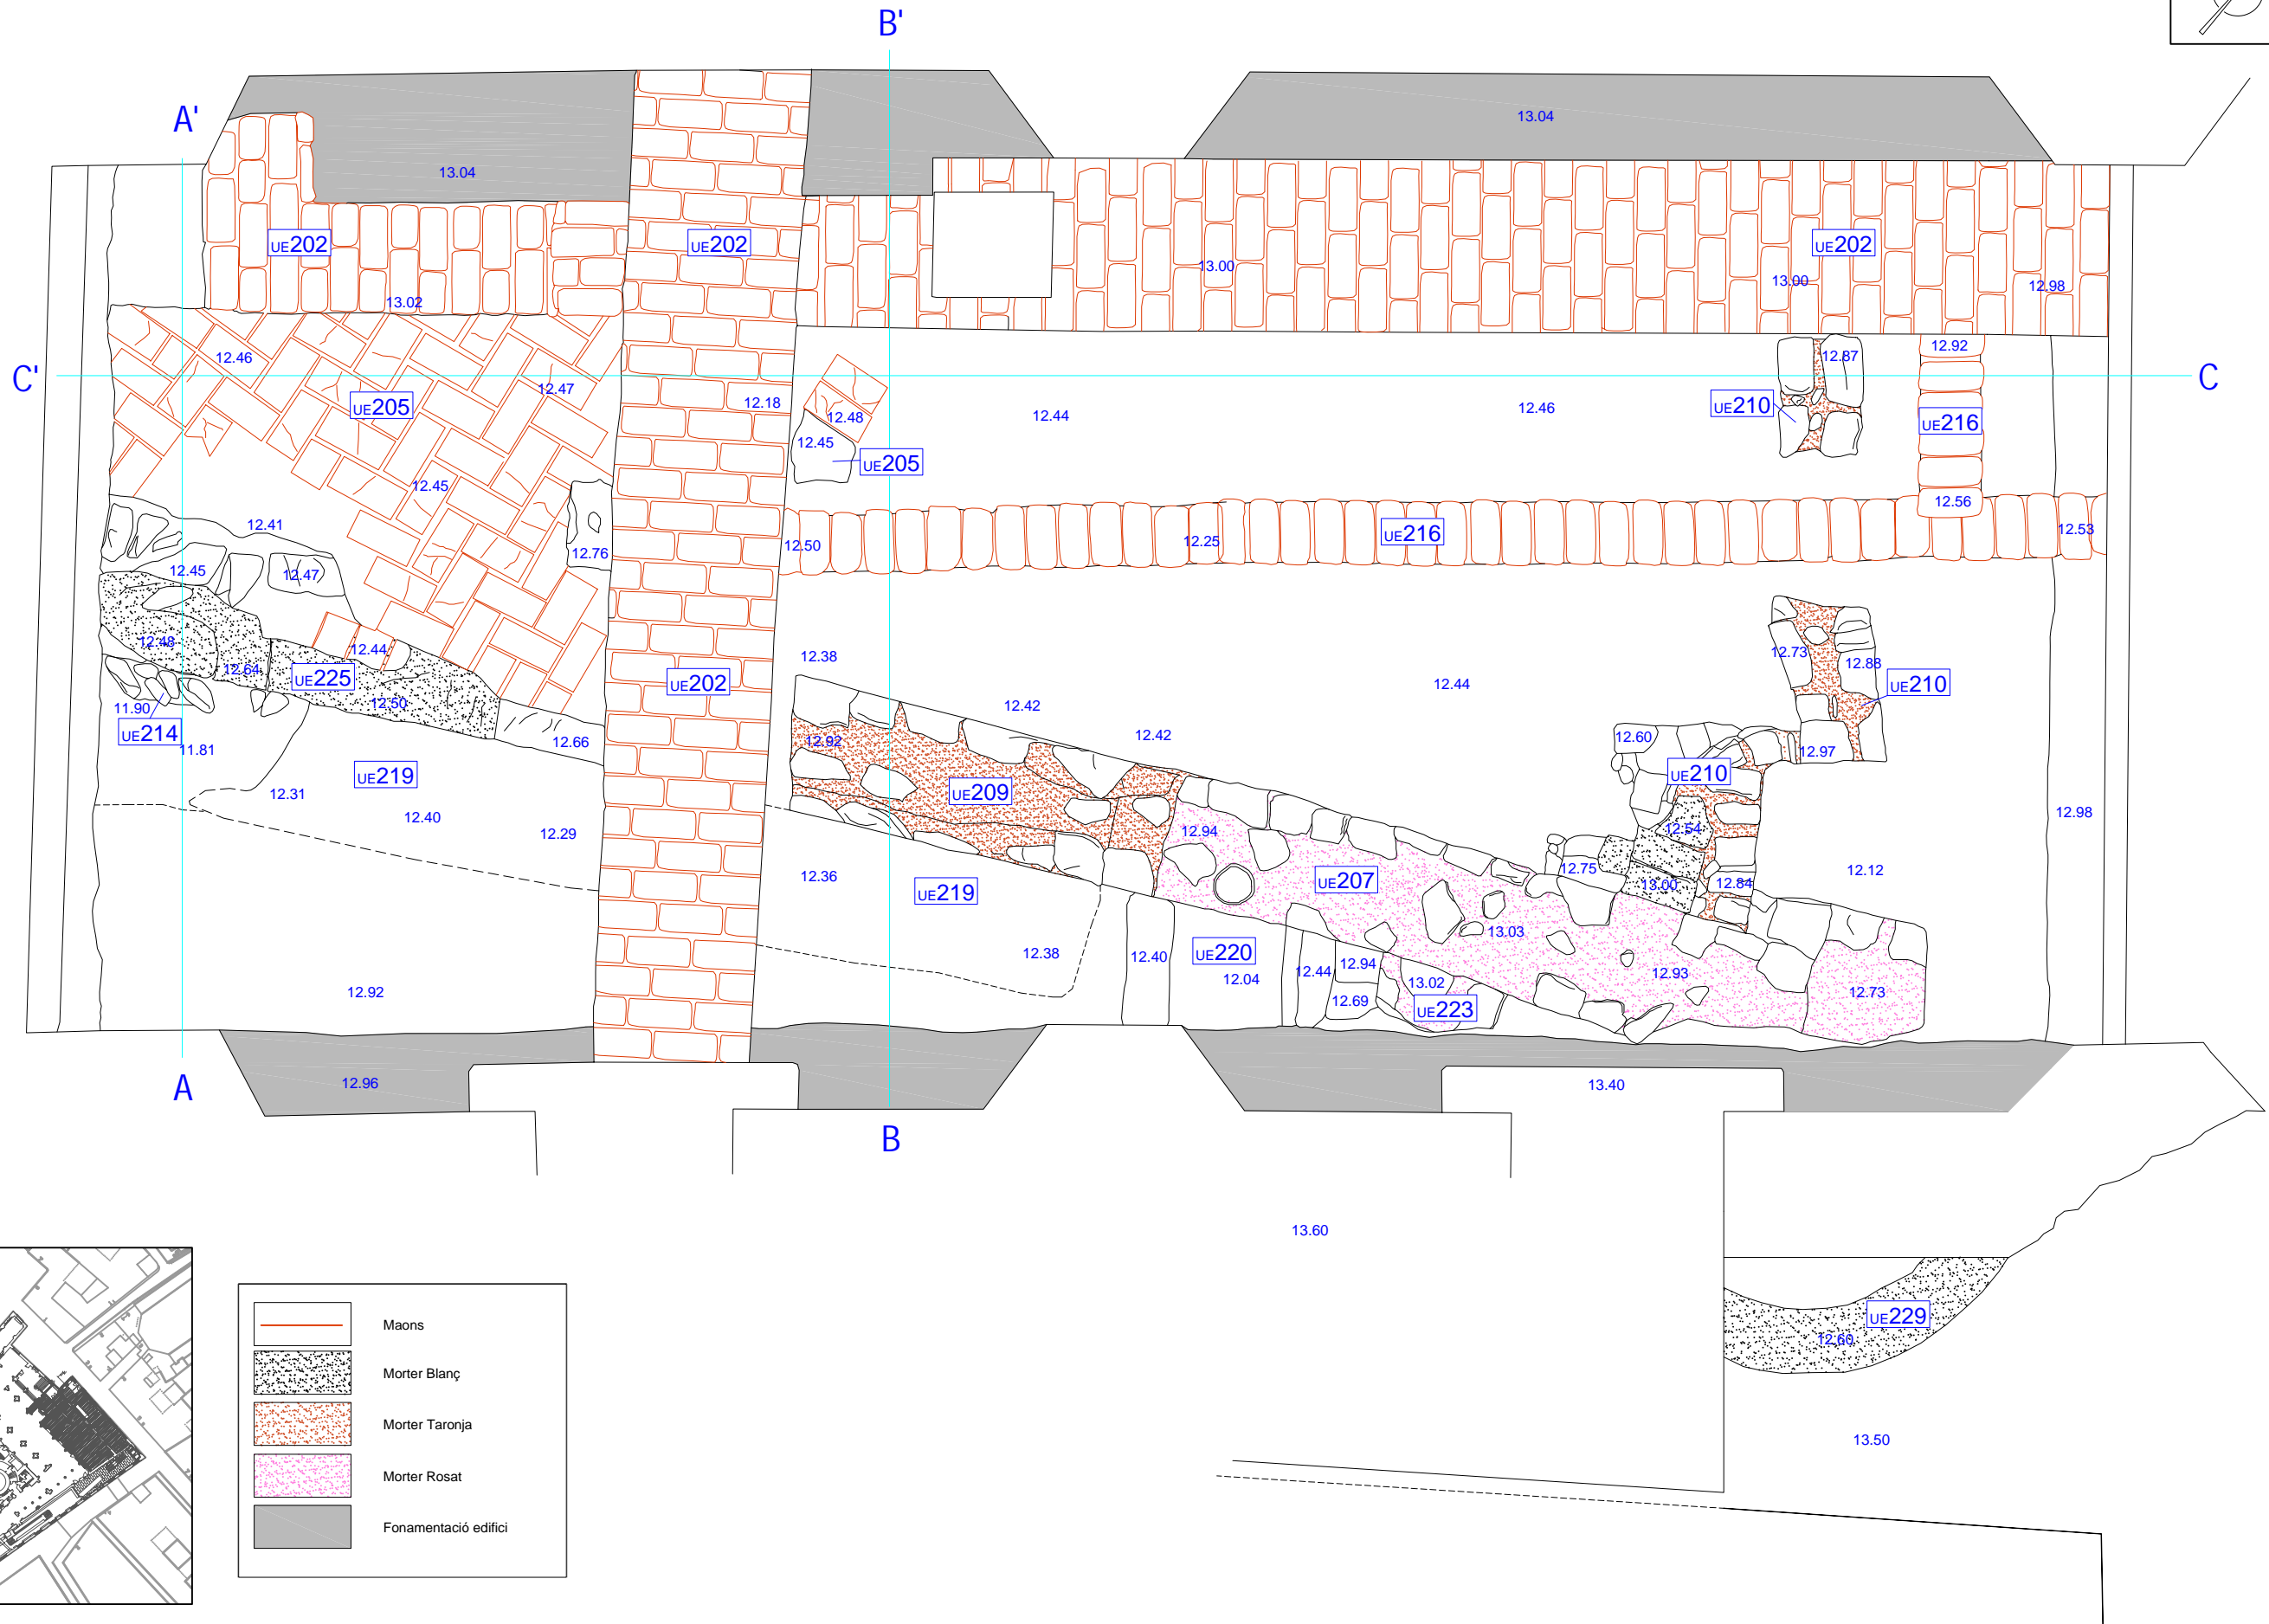 B'
A'
13.04
13.04
UE202
UE202
UE202
13.00
13.00
12.98
13.02
12.46
12.87
12.92
C'
12.47
C
UE205
12.18
12.48
12.44
12.46
UE210
UE216
12.45
UE205
12.45
12.56
12.41
12.76
12.50
12.25
UE216
12.53
12.45
12.47
12.48
12.44
12.38
12.73
12.88
12.64
UE225
UE202
12.44
UE210
12.50
12.42
11.90
UE214
11.81
12.66
12.92
12.42
12.60
12.97
UE219
UE210
12.31
UE209
12.40
12.29
12.94
12.54
12.98
12.36
UE219
UE207
12.75
13.00
12.84
12.12
13.03
12.38
12.40
UE220
12.04
12.44
12.94
13.02
12.93
12.92
12.69
UE223
12.73
A
12.96
13.40
B
13.60
UE229
12.60
13.50
Maons
Morter Blanç
Morter Taronja
Morter Rosat
Fonamentació edifici